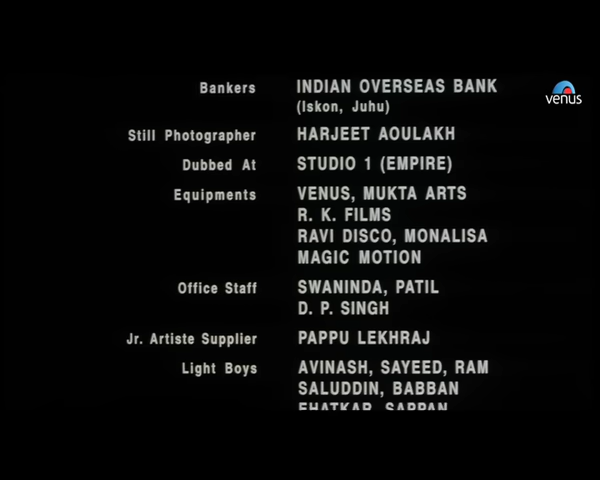 Bankers INDIAN OVERSEAS BANK
(Iskon, Juhu)
venus
Still Photographer HARJEET AOULAKH
Dubbed At STUDIO 1 (EMPIRE)
Equipments VENUS, MUKTA ARTS
R. K. FILMS
RAVI DISCO, MONALISA
MAGIC MOTION
Office Staff SWANINDA, PATIL
D. P. SINGH
Jr. Artiste Supplier PAPPU LEKHRAJ
Light Boys AVINASH, SAYEED, RAM
SALUDDIN, BABBAN